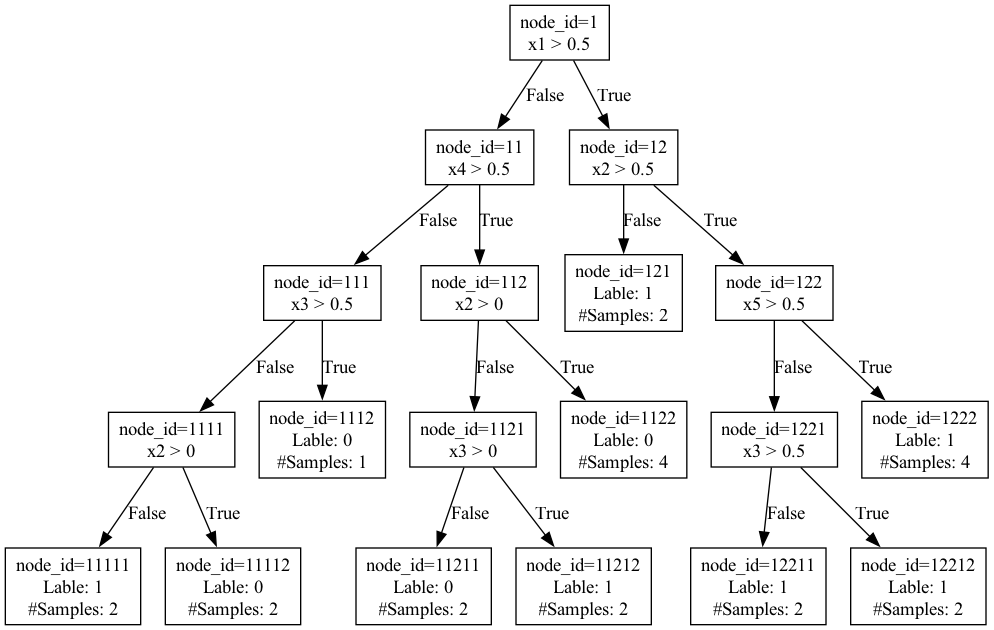 node_id=1
x1 > 0.5
False
True
node_id=11
x4 > 0.5
node_id=12
x2 > 0.5
False
True
False
True
node_id=111
x3 > 0.5
node_id=112
x2 > 0
node_id=121
Lable: 1
#Samples: 2
node_id=122
x5 > 0.5
False
True
False
True
False
True
node_id=1111
x2 > 0
node_id=1112
Lable: 0
#Samples: 1
node_id=1121
x3 > 0
node_id=1122
Lable: 0
#Samples: 4
node_id=1221
x3 > 0.5
node_id=1222
Lable: 1
#Samples: 4
False
True
False
True
False
True
node_id=11111
Lable: 1
#Samples: 2
node_id=11112
Lable: 0
#Samples: 2
node_id=11211
Lable: 0
#Samples: 2
node_id=11212
Lable: 1
#Samples: 2
node_id=12211
Lable: 1
#Samples: 2
node_id=12212
Lable: 1
#Samples: 2